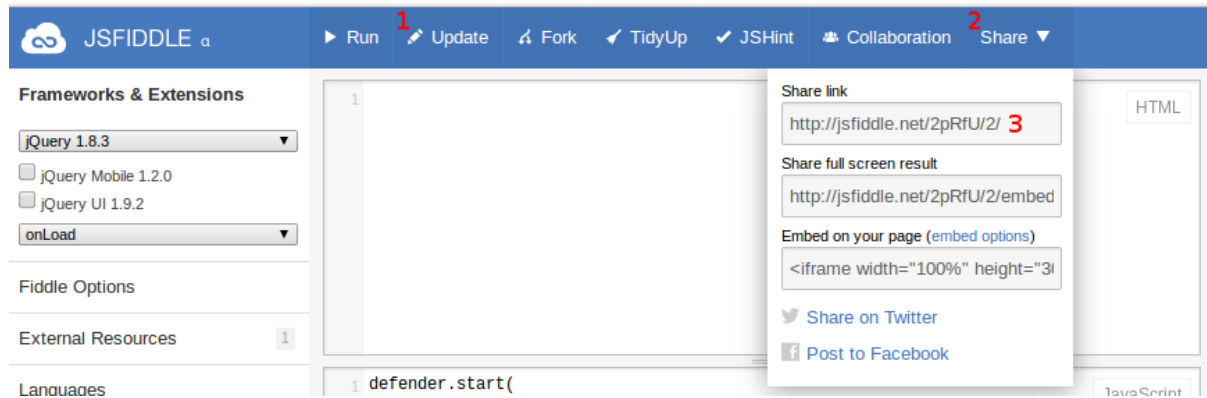 JSFIDDLE α
Run 1 Update Fork TidyUp JSHint Collaboration 2 Share ▼
Frameworks & Extensions
jQuery 1.8.3 ▼
jQuery Mobile 1.2.0
jQuery UI 1.9.2
onLoad ▼
Fiddle Options
External Resources 1
Languages
1
HTML
Share link
http://jsfiddle.net/2pRfU/2/ 3
Share full screen result
http://jsfiddle.net/2pRfU/2/embed
Embed on your page (embed options)
<iframe width="100%" height="30
Share on Twitter
Post to Facebook
1 defender.start(
JavaScript